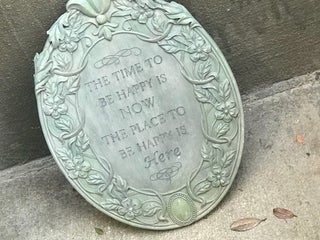 THE TIME TO
BE HAPPY IS
NOW
THE PLACE TO
BE HAPPY IS
Here